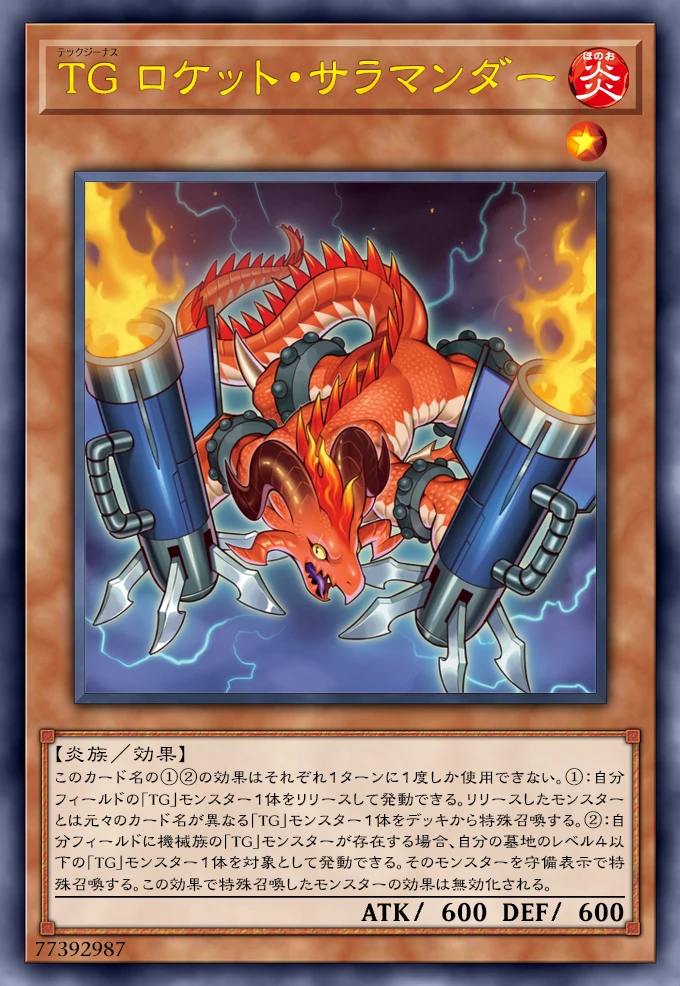 テックジーナス
TG ロケット・サラマンダー
ほのお
炎
【炎族／効果】
このカード名の①②の効果はそれぞれ１ターンに１度しか使用できない。①：自分
フィールドの「TG」モンスター１体をリリースして発動できる。リリースしたモンスター
とは元々のカード名が異なる「TG」モンスター１体をデッキから特殊召喚する。②：自
分フィールドに機械族の「TG」モンスターが存在する場合、自分の墓地のレベル４以
下の「TG」モンスター１体を対象として発動できる。そのモンスターを守備表示で特
殊召喚する。この効果で特殊召喚したモンスターの効果は無効化される。
ATK/ 600 DEF/ 600
77392987